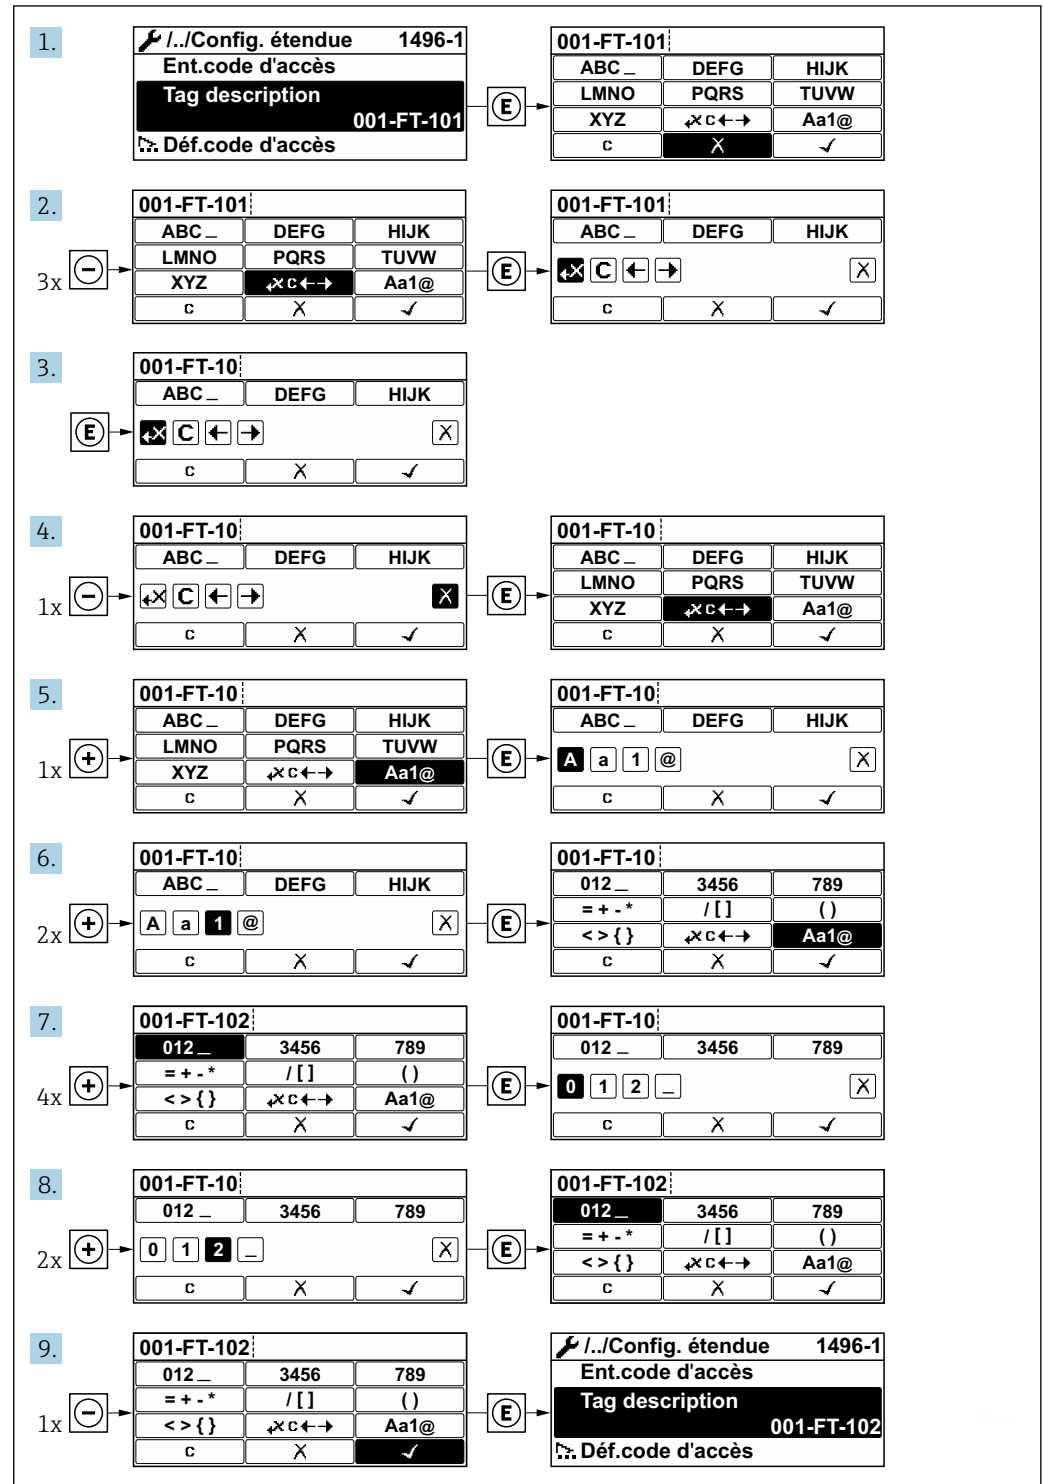 1.
/../Config. étendue 1496-1
Ent.code d'accès
Tag description
001-FT-101
Déf.code d'accès
E
001-FT-101
ABC_ DEFG HIJK
LMNO PQRS TUVW
XYZ C Aa1@
C X ✓
2.
3x
001-FT-101
ABC_ DEFG HIJK
LMNO PQRS TUVW
XYZ C Aa1@
C X ✓
E
001-FT-101
ABC_ DEFG HIJK
C X
C X ✓
3.
E
001-FT-10
ABC_ DEFG HIJK
C X
C X ✓
4.
1x
001-FT-10
ABC_ DEFG HIJK
C X
C X ✓
E
001-FT-10
ABC_ DEFG HIJK
LMNO PQRS TUVW
XYZ C Aa1@
C X ✓
5.
1x
001-FT-10
ABC_ DEFG HIJK
LMNO PQRS TUVW
XYZ C Aa1@
C X ✓
E
001-FT-10
ABC_ DEFG HIJK
A a 1 @ X
C X ✓
6.
2x
001-FT-10
ABC_ DEFG HIJK
A a 1 @ X
C X ✓
E
001-FT-10
012_ 3456 789
= + - * / [ ] ( )
< > { } C Aa1@
C X ✓
7.
4x
001-FT-102
012_ 3456 789
= + - * / [ ] ( )
< > { } C Aa1@
C X ✓
E
001-FT-10
012_ 3456 789
0 1 2 _ X
C X ✓
8.
2x
001-FT-10
012_ 3456 789
0 1 2 _ X
C X ✓
E
001-FT-102
012_ 3456 789
= + - * / [ ] ( )
< > { } C Aa1@
C X ✓
9.
1x
001-FT-102
012_ 3456 789
= + - * / [ ] ( )
< > { } C Aa1@
C X ✓
E
/../Config. étendue 1496-1
Ent.code d'accès
Tag description
001-FT-102
Déf.code d'accès